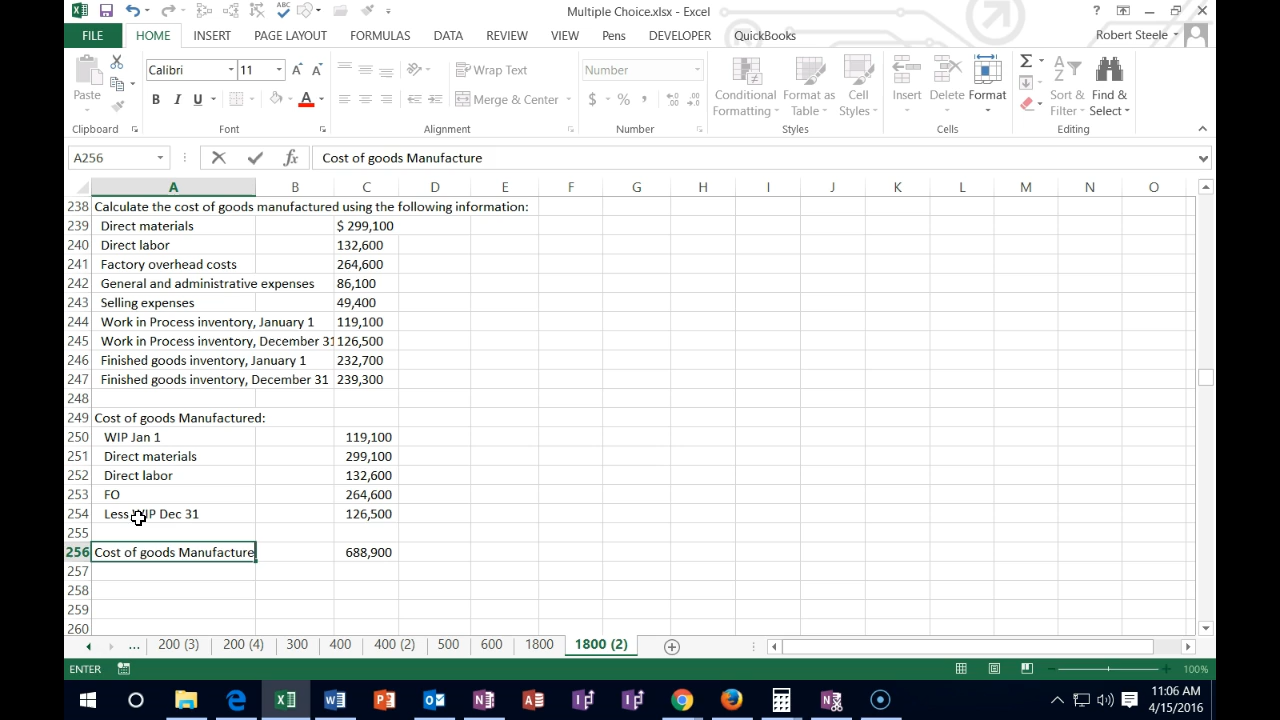 Multiple Choice.xlsx - Excel
FILE HOME INSERT PAGE LAYOUT FORMULAS DATA REVIEW VIEW Pens DEVELOPER QuickBooks Robert Steele
Paste Calibri 11 Wrap Text Number Conditional Formatting Format as Table Cell Styles Insert Delete Format Sort & Filter Find & Select
Merge & Center $ % ,
Clipboard Font Alignment Number Styles Cells Editing
A256 fx Cost of goods Manufacture
A B C D E F G H I J K L M N O
238 Calculate the cost of goods manufactured using the following information:
239 Direct materials $ 299,100
240 Direct labor 132,600
241 Factory overhead costs 264,600
242 General and administrative expenses 86,100
243 Selling expenses 49,400
244 Work in Process inventory, January 1 119,100
245 Work in Process inventory, December 31 126,500
246 Finished goods inventory, January 1 232,700
247 Finished goods inventory, December 31 239,300
248
249 Cost of goods Manufactured:
250 WIP Jan 1 119,100
251 Direct materials 299,100
252 Direct labor 132,600
253 FO 264,600
254 Less WIP Dec 31 126,500
255
256 Cost of goods Manufacture 688,900
257
258
259
260
... 200 (3) 200 (4) 300 400 400 (2) 500 600 1800 1800 (2)
ENTER 100%
11:06 AM
4/15/2016